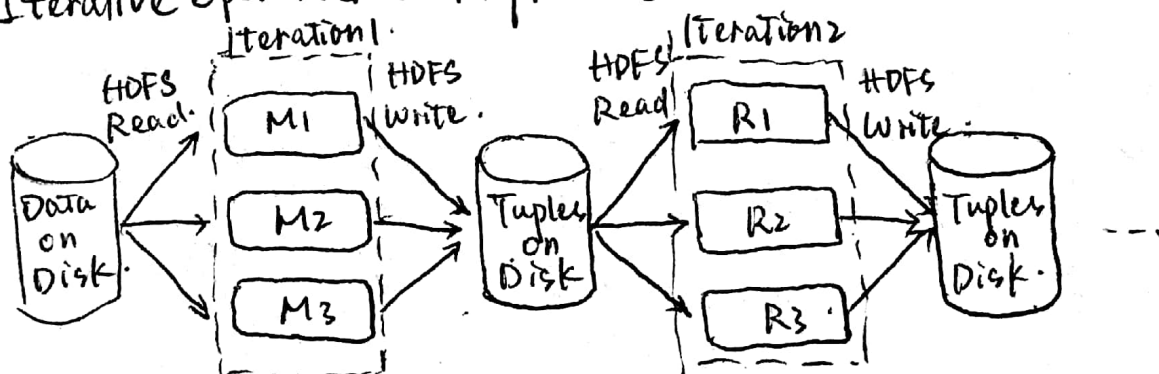 Iterative
Iteration1.
HDFS
Read.
M1
M2
M3
HDFS
Write.
Data
on
Disk.
Tuples
on
Disk
HDFS
Read
Iteration2
R1
R2
R3
HDFS
Write.
Tuples
on
Disk.